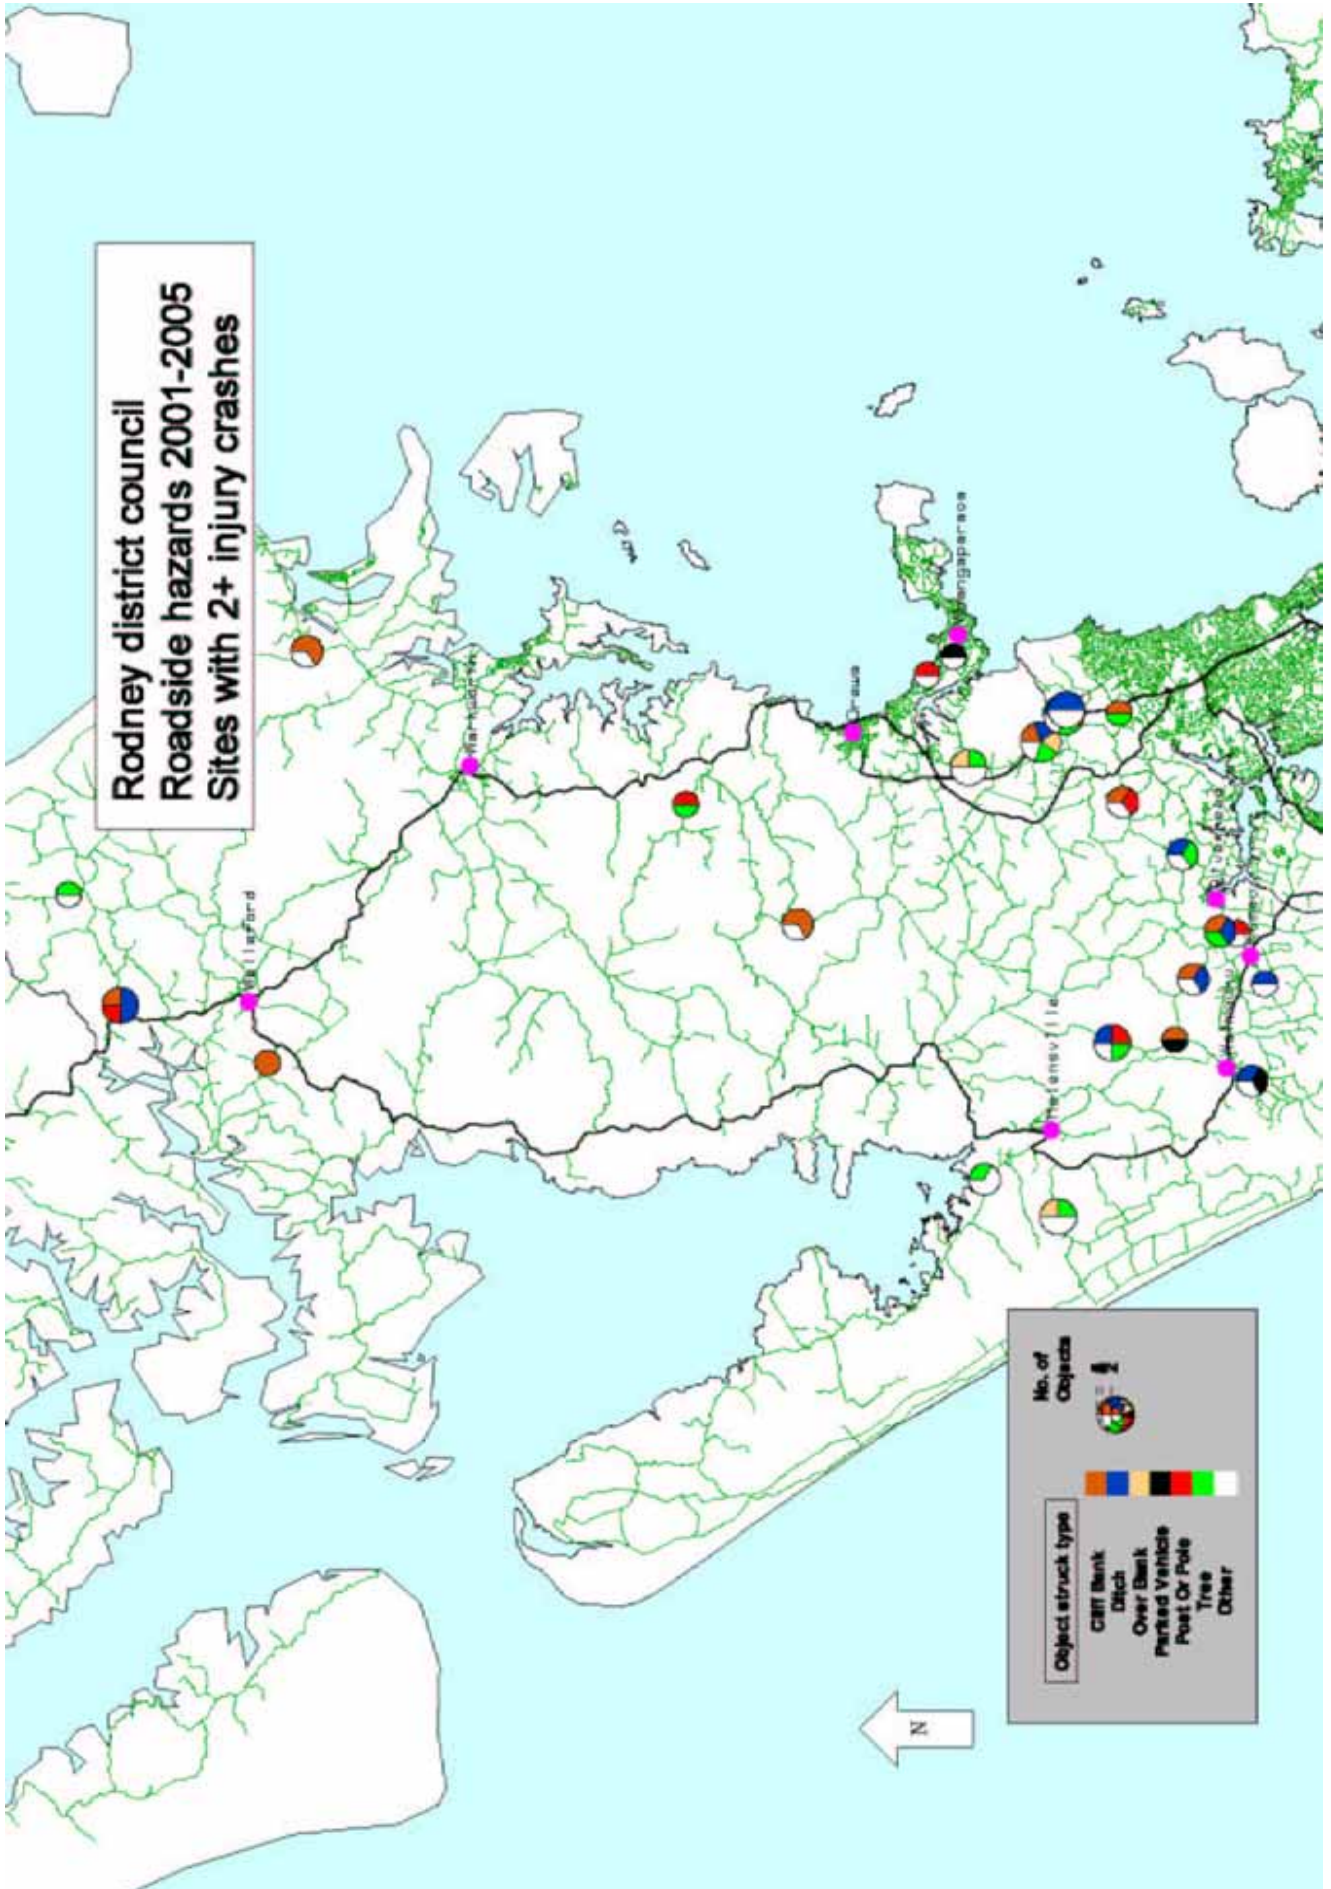 Rodney district council
Roadside hazards 2001-2005
Sites with 2+ injury crashes
Wellsford
Warkworth
Orewa
Whangaparaoa
Helensville
N
Object struck type
No. of
Objects
Cliff Bank
Ditch
Over Bank
Parked Vehicle
Post Or Pole
Tree
Other